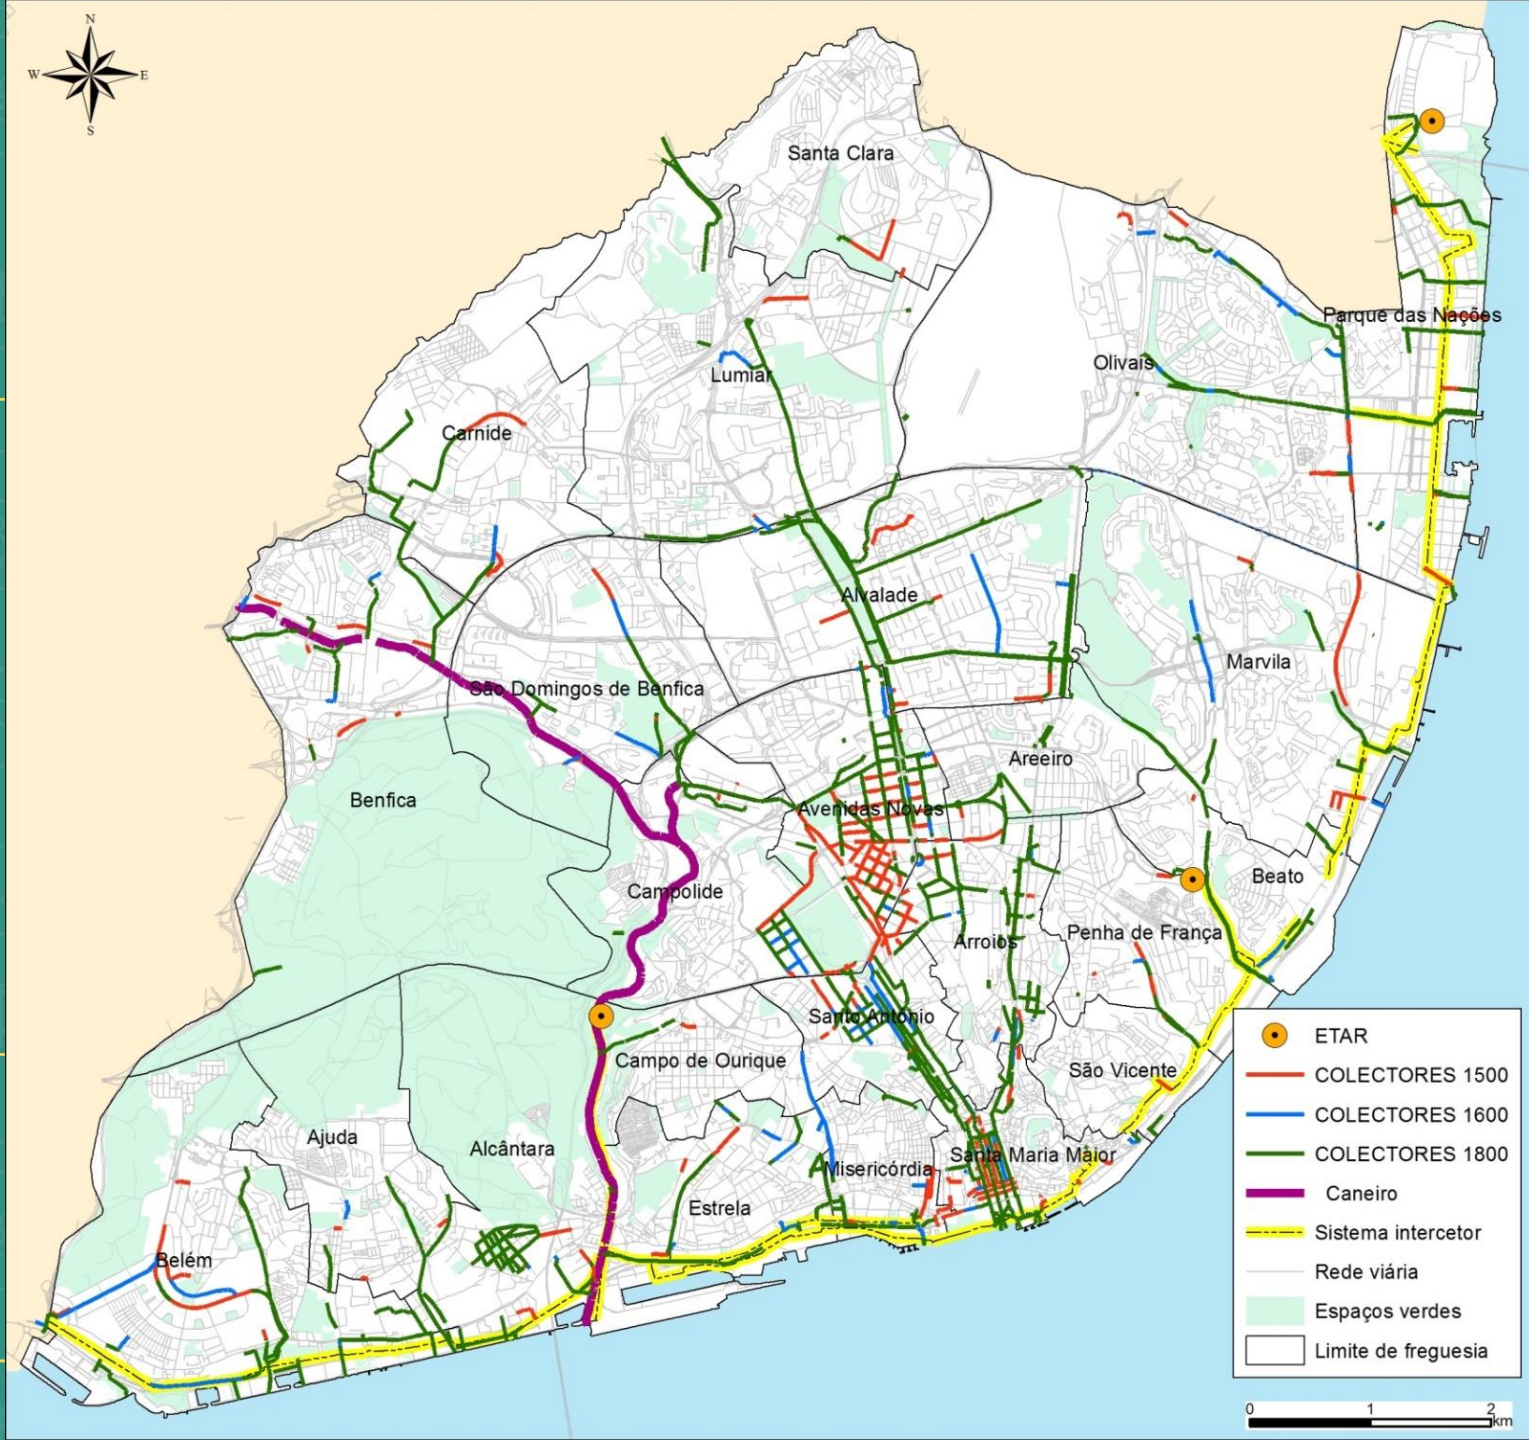 N
W E
S
Santa Clara
Parque das Nações
Olivais
Lumiar
Carnide
Alvalade
Marvila
São Domingos de Benfica
Areeiro
Benfica
Avenidas Novas
Beato
Campolide
Penha de França
Arroios
Santo António
Campo de Ourique
São Vicente
Ajuda
Alcântara
Santa Maria Maior
Misericórdia
Estrela
Belém
ETAR
COLECTORES 1500
COLECTORES 1600
COLECTORES 1800
Caneiro
Sistema intercetor
Rede viária
Espaços verdes
Limite de freguesia
0 1 2
km